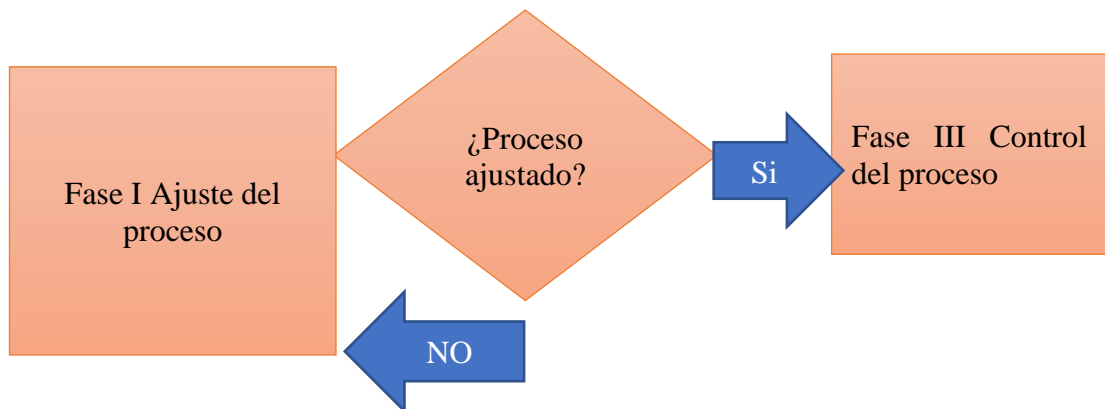 Fase I Ajuste del
proceso
¿Proceso
ajustado?
Si
Fase III Control
del proceso
NO